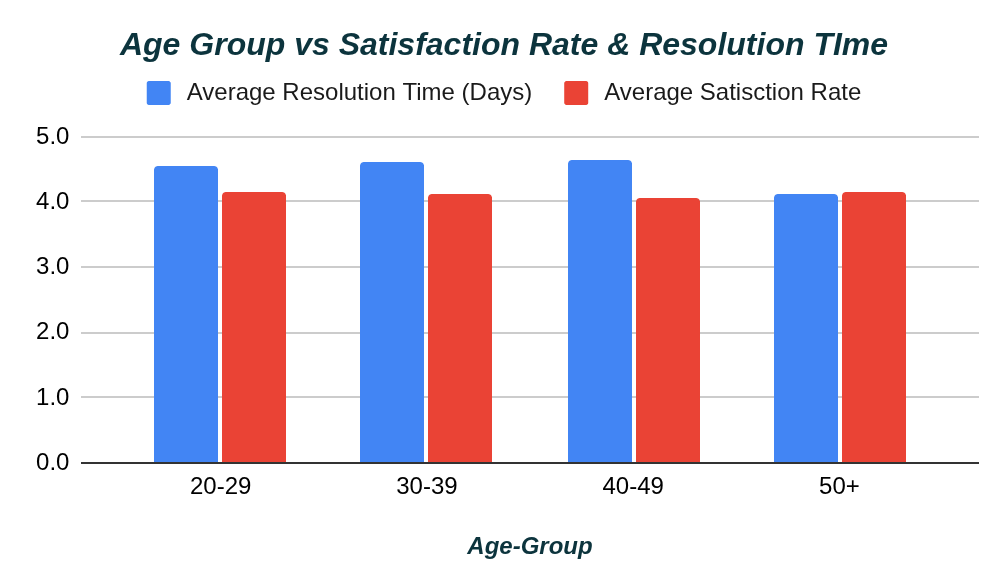 Age Group vs Satisfaction Rate & Resolution TIme
Average Resolution Time (Days) Average Satisction Rate
5.0
4.0
3.0
2.0
1.0
0.0
20-29 30-39 40-49 50+
Age-Group